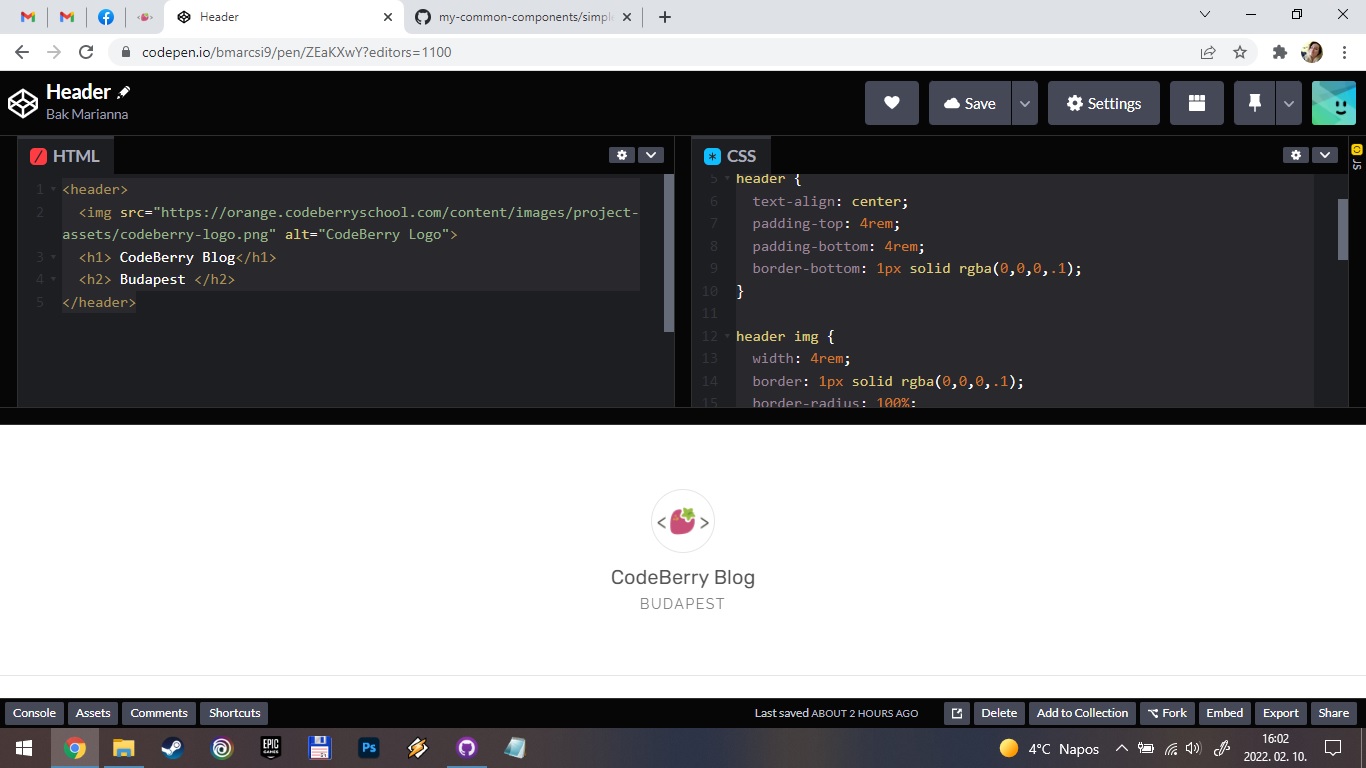 Header
my-common-components/simpl
codepen.io/bmarcsi9/pen/ZEaKXwY?editors=1100
Header
Bak Marianna
Save
Settings
HTML
1 <header>
2 <img src="https://orange.codeberryschool.com/content/images/project-
assets/codeberry-logo.png" alt="CodeBerry Logo">
3 <h1> CodeBerry Blog</h1>
4 <h2> Budapest </h2>
5 </header>
CSS
5 header {
6 text-align: center;
7 padding-top: 4rem;
8 padding-bottom: 4rem;
9 border-bottom: 1px solid rgba(0,0,0,.1);
10 }
11
12 header img {
13 width: 4rem;
14 border: 1px solid rgba(0,0,0,.1);
15 border-radius: 100%;
JS
CodeBerry Blog
BUDAPEST
Console Assets Comments Shortcuts
Last saved ABOUT 2 HOURS AGO
Delete Add to Collection Fork Embed Export Share
EPIC GAMES
Ps
4°C Napos
16:02
2022. 02. 10.